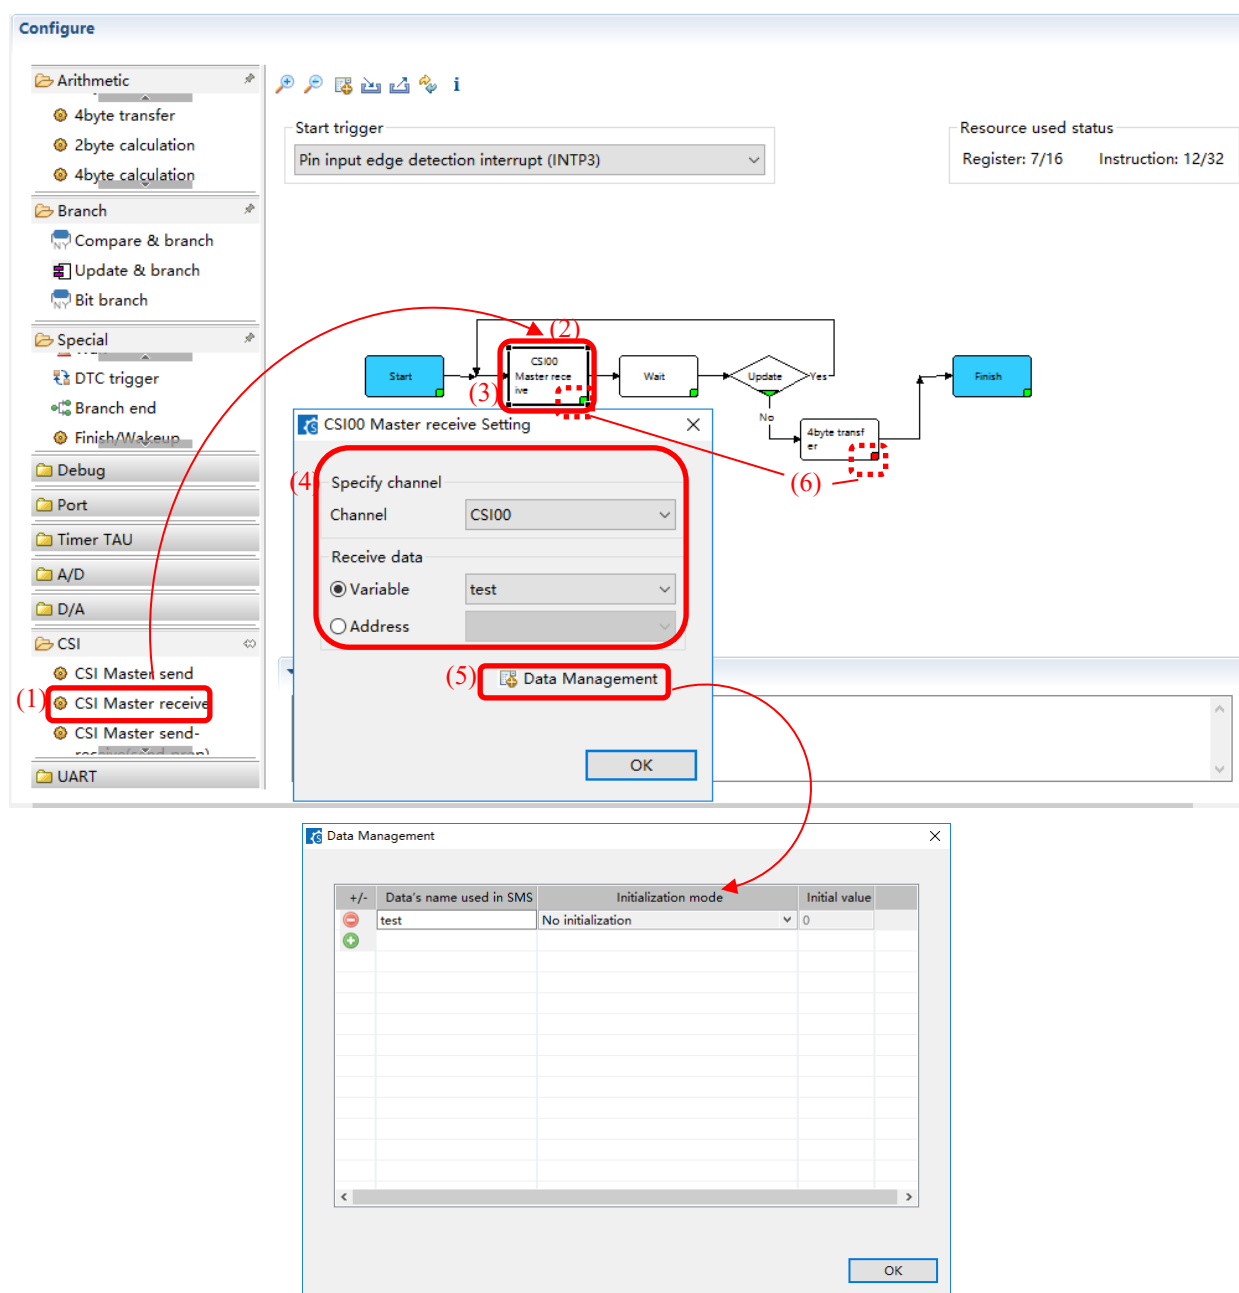 Configure
Arithmetic
4byte transfer
2byte calculation
4byte calculation
Branch
Compare & branch
Update & branch
Bit branch
Special
DTC trigger
Branch end
Finish/Wakeup
Debug
Port
Timer TAU
A/D
D/A
CSI
CSI Master send
(1)
CSI Master receive
CSI Master send-
UART
i
Start trigger
Pin input edge detection interrupt (INTP3)
Resource used status
Register: 7/16 Instruction: 12/32
(2)
Start
CSI00
Master rece
ive
Wait
Update
Yes
Finish
(3)
No
4byte transf
er
(6)
CSI00 Master receive Setting
(4)
Specify channel
Channel CSI00
Receive data
Variable test
Address
(5)
Data Management
OK
Data Management
+/- Data's name used in SMS Initialization mode Initial value
test No initialization 0
OK